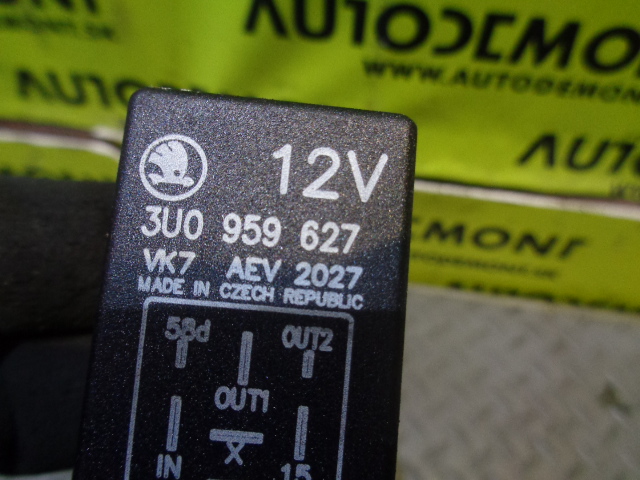 AUTODEMONT
WWW.AUTODEMONT
12V
3U0 959 627
VK7 AEV 2027
MADE IN CZECH REPUBLIC
58d OUT2
OUT1
X
IN 15